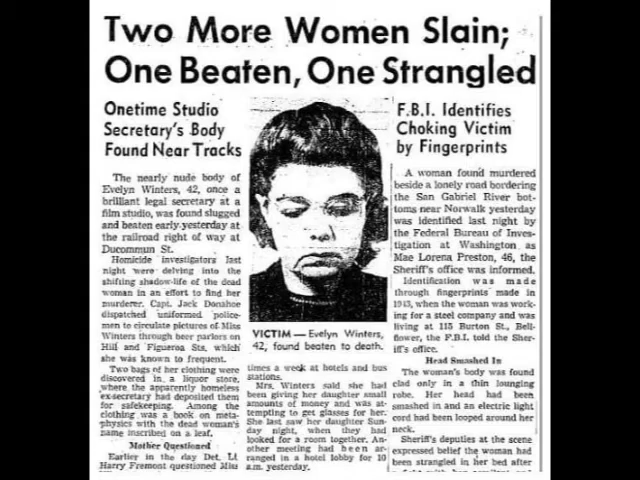 Two More Women Slain;
One Beaten, One Strangled
Onetime Studio
Secretary's Body
Found Near Tracks
The nearly nude body of
Evelyn Winters, 42, once a
brilliant legal secretary at a
film studio, was found slugged
and beaten early yesterday at
the railroad right of way at
Ducommun St.
Homicide investigators last
night were delving into the
shifting shadow-life of the dead
woman in an effort to find her
murderer. Capt. Jack Donahoe
dispatched uniformed police-
men to circulate pictures of Miss
Winters through beer parlors on
Hill and Figueroa Sts. which
she was known to frequent.
Two bags of her clothing were
discovered in a liquor store,
where the apparently homeless
ex-secretary had deposited them
for safekeeping. Among the
clothing was a book on meta-
physics with the dead woman's
name inscribed on a leaf.
Mother Questioned
Earlier in the day Det. Lt.
Harry Fremont questioned Miss
VICTIM — Evelyn Winters,
42, found beaten to death.
times a week at hotels and bus
stations.
Mrs. Winters said she had
been giving her daughter small
amounts of money and was at-
tempting to get glasses for her.
She last saw her daughter Sun-
day night, when they had
looked for a room together. An-
other meeting had been ar-
ranged in a hotel lobby for 10
a.m. yesterday.
F.B.I. Identifies
Choking Victim
by Fingerprints
A woman found murdered
beside a lonely road bordering
the San Gabriel River bot-
toms near Norwalk yesterday
was identified last night by
the Federal Bureau of Inves-
tigation at Washington as
Mae Lorena Preston, 46, the
Sheriff's office was informed.
Identification was made
through fingerprints made in
1943, when the woman was work-
ing for a steel company and was
living at 115 Burton St., Bell-
flower, the F.B.I. told the Sher-
iff's office.
Head Smashed In
The woman's body was found
clad only in a thin lounging
robe. Her head had been
smashed in and an electric light
cord had been looped around her
neck.
Sheriff's deputies at the scene
expressed belief the woman had
been strangled in her bed after